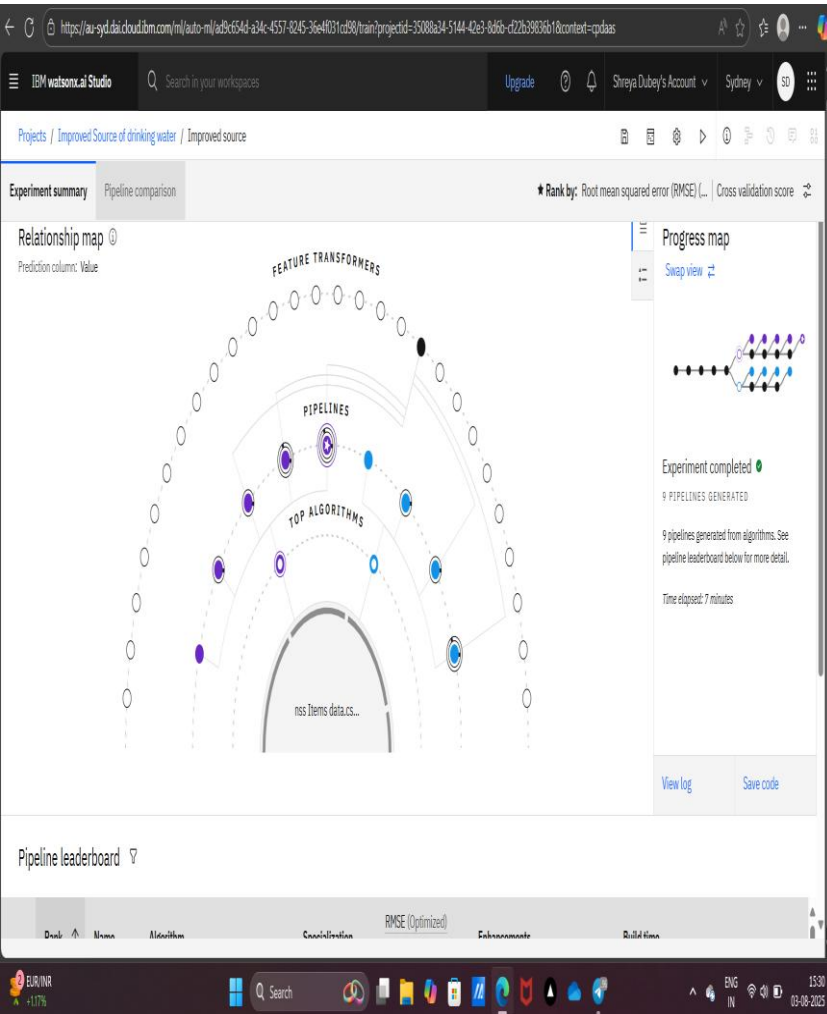 https://au-syd.dai.cloud.ibm.com/ml/auto-ml/ad9c654d-a34c-4557-8245-36e4f031cd98/train?projectid=35088a34-5144-42e3-8d6b-cf22b39836b1&context=cpdaas
IBM watsonx.ai Studio
Search in your workspaces
Upgrade
Shreya Dubey's Account
Sydney
SD
Projects / Improved Source of drinking water / Improved source
Experiment summary
Pipeline comparison
★ Rank by: Root mean squared error (RMSE) (... | Cross validation score
Relationship map
Prediction column: Value
FEATURE TRANSFORMERS
PIPELINES
TOP ALGORITHMS
nss Items data.cs...
Progress map
Swap view
Experiment completed
9 PIPELINES GENERATED
9 pipelines generated from algorithms. See
pipeline leaderboard below for more detail.
Time elapsed: 7 minutes
View log
Save code
Pipeline leaderboard
Rank ↑ Name Algorithm Specialization RMSE (Optimized) Enhancements Build time
2
EUR/INR
+1.17%
Search
ENG
IN
15:30
03-08-2025